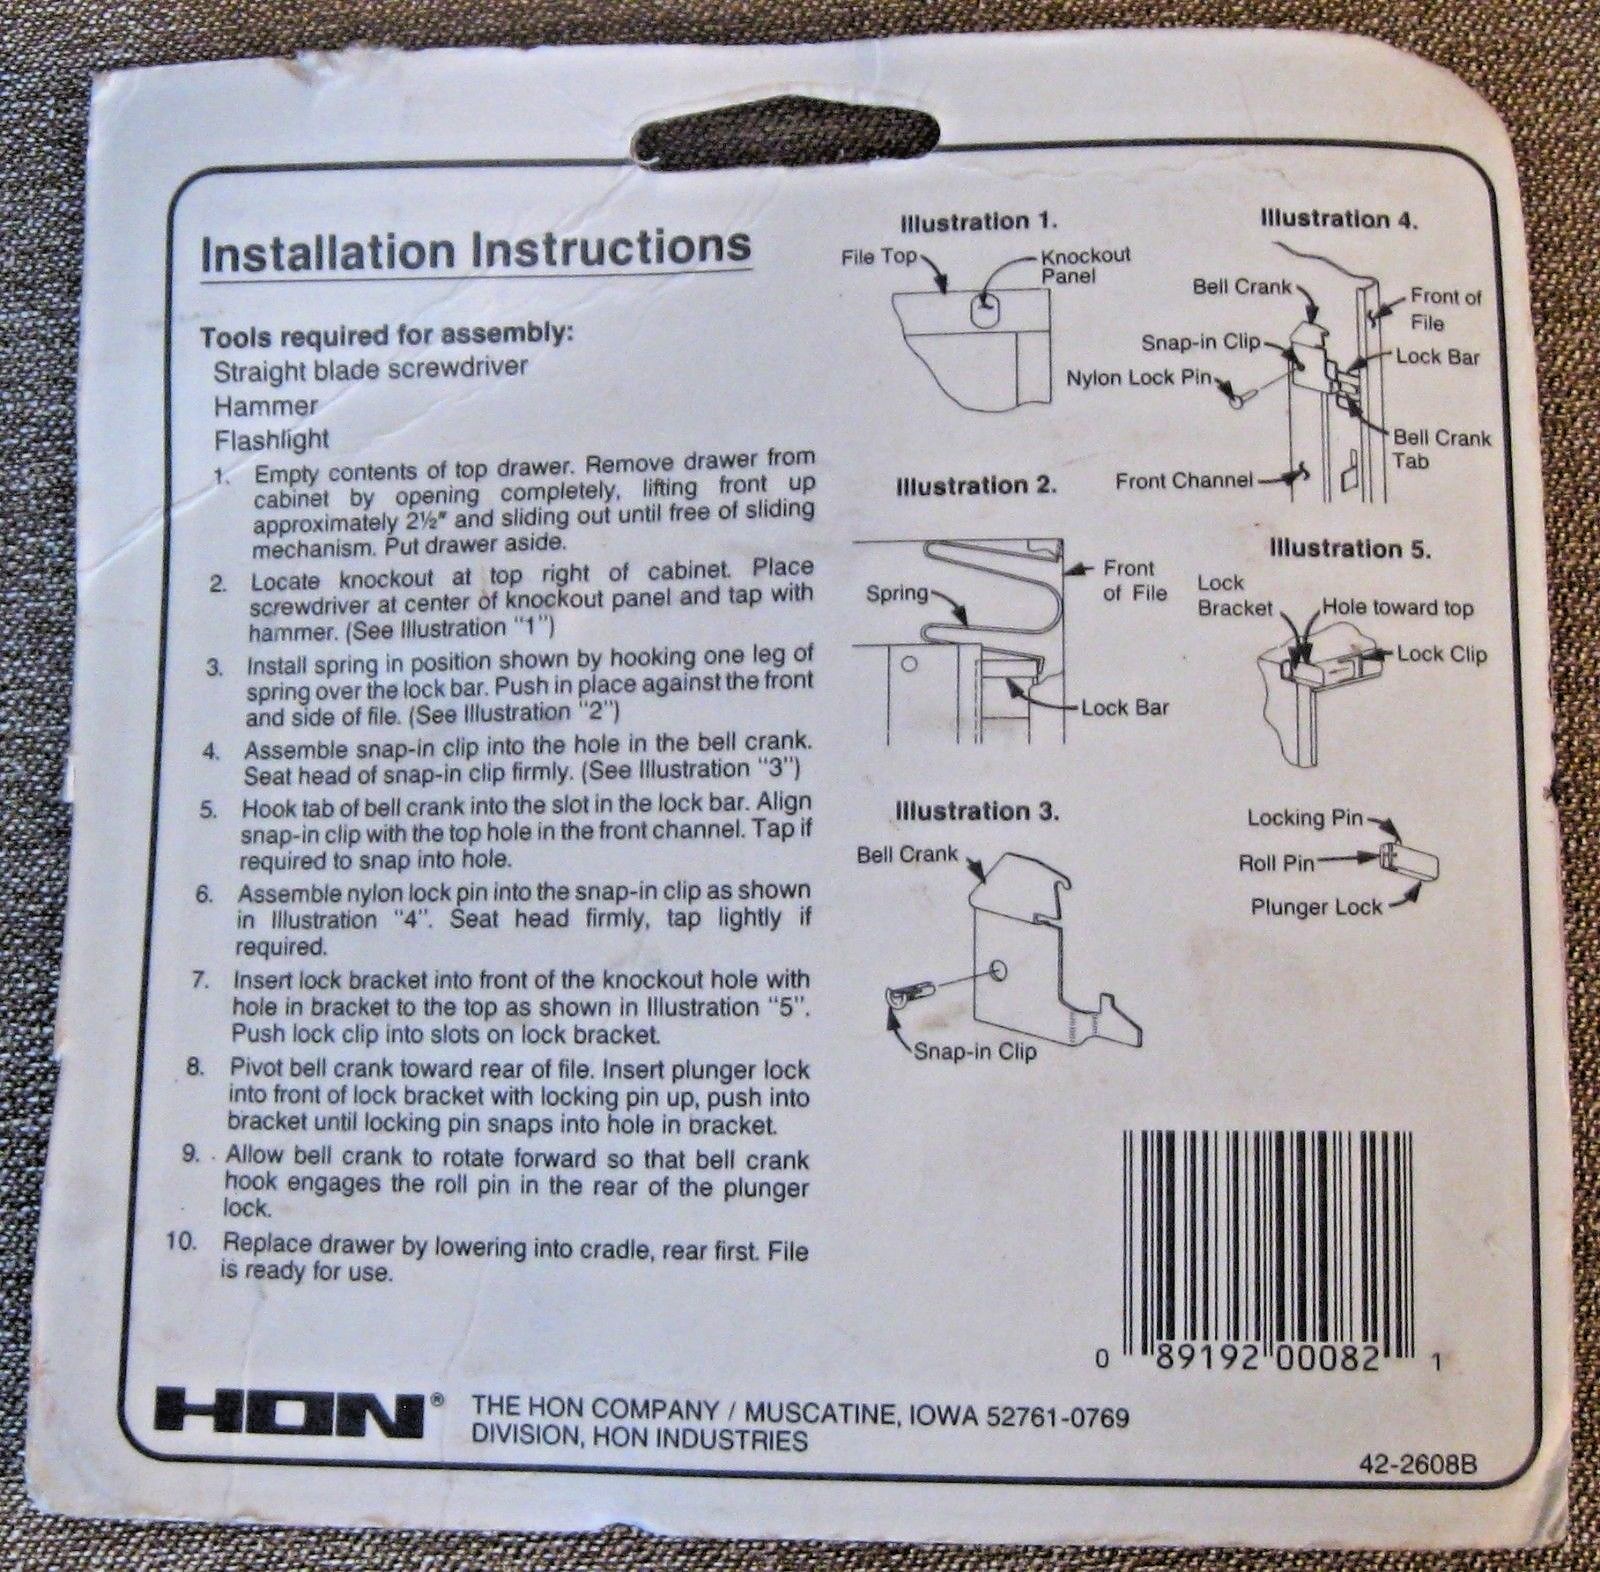 Installation Instructions
Tools required for assembly:
Straight blade screwdriver
Hammer
Flashlight
1. Empty contents of top drawer. Remove drawer from
cabinet by opening completely, lifting front up
approximately 2½" and sliding out until free of sliding
mechanism. Put drawer aside.
2. Locate knockout at top right of cabinet. Place
screwdriver at center of knockout panel and tap with
hammer. (See Illustration "1")
3. Install spring in position shown by hooking one leg of
spring over the lock bar. Push in place against the front
and side of file. (See Illustration "2")
4. Assemble snap-in clip into the hole in the bell crank.
Seat head of snap-in clip firmly. (See Illustration "3")
5. Hook tab of bell crank into the slot in the lock bar. Align
snap-in clip with the top hole in the front channel. Tap if
required to snap into hole.
6. Assemble nylon lock pin into the snap-in clip as shown
in Illustration "4". Seat head firmly, tap lightly if
required.
7. Insert lock bracket into front of the knockout hole with
hole in bracket to the top as shown in Illustration "5".
Push lock clip into slots on lock bracket.
8. Pivot bell crank toward rear of file. Insert plunger lock
into front of lock bracket with locking pin up, push into
bracket until locking pin snaps into hole in bracket.
9. Allow bell crank to rotate forward so that bell crank
hook engages the roll pin in the rear of the plunger
lock.
10. Replace drawer by lowering into cradle, rear first. File
is ready for use.
Illustration 1.
File Top
Knockout
Panel
Illustration 2.
Spring
Front
of File
Lock Bar
Illustration 3.
Bell Crank
Snap-in Clip
Illustration 4.
Bell Crank
Front of
File
Snap-in Clip
Lock Bar
Nylon Lock Pin
Bell Crank
Tab
Front Channel
Illustration 5.
Lock
Bracket
Hole toward top
Lock Clip
Locking Pin
Roll Pin
Plunger Lock
0 89192 00082 1
HON®
THE HON COMPANY / MUSCATINE, IOWA 52761-0769
DIVISION, HON INDUSTRIES
42-2608B